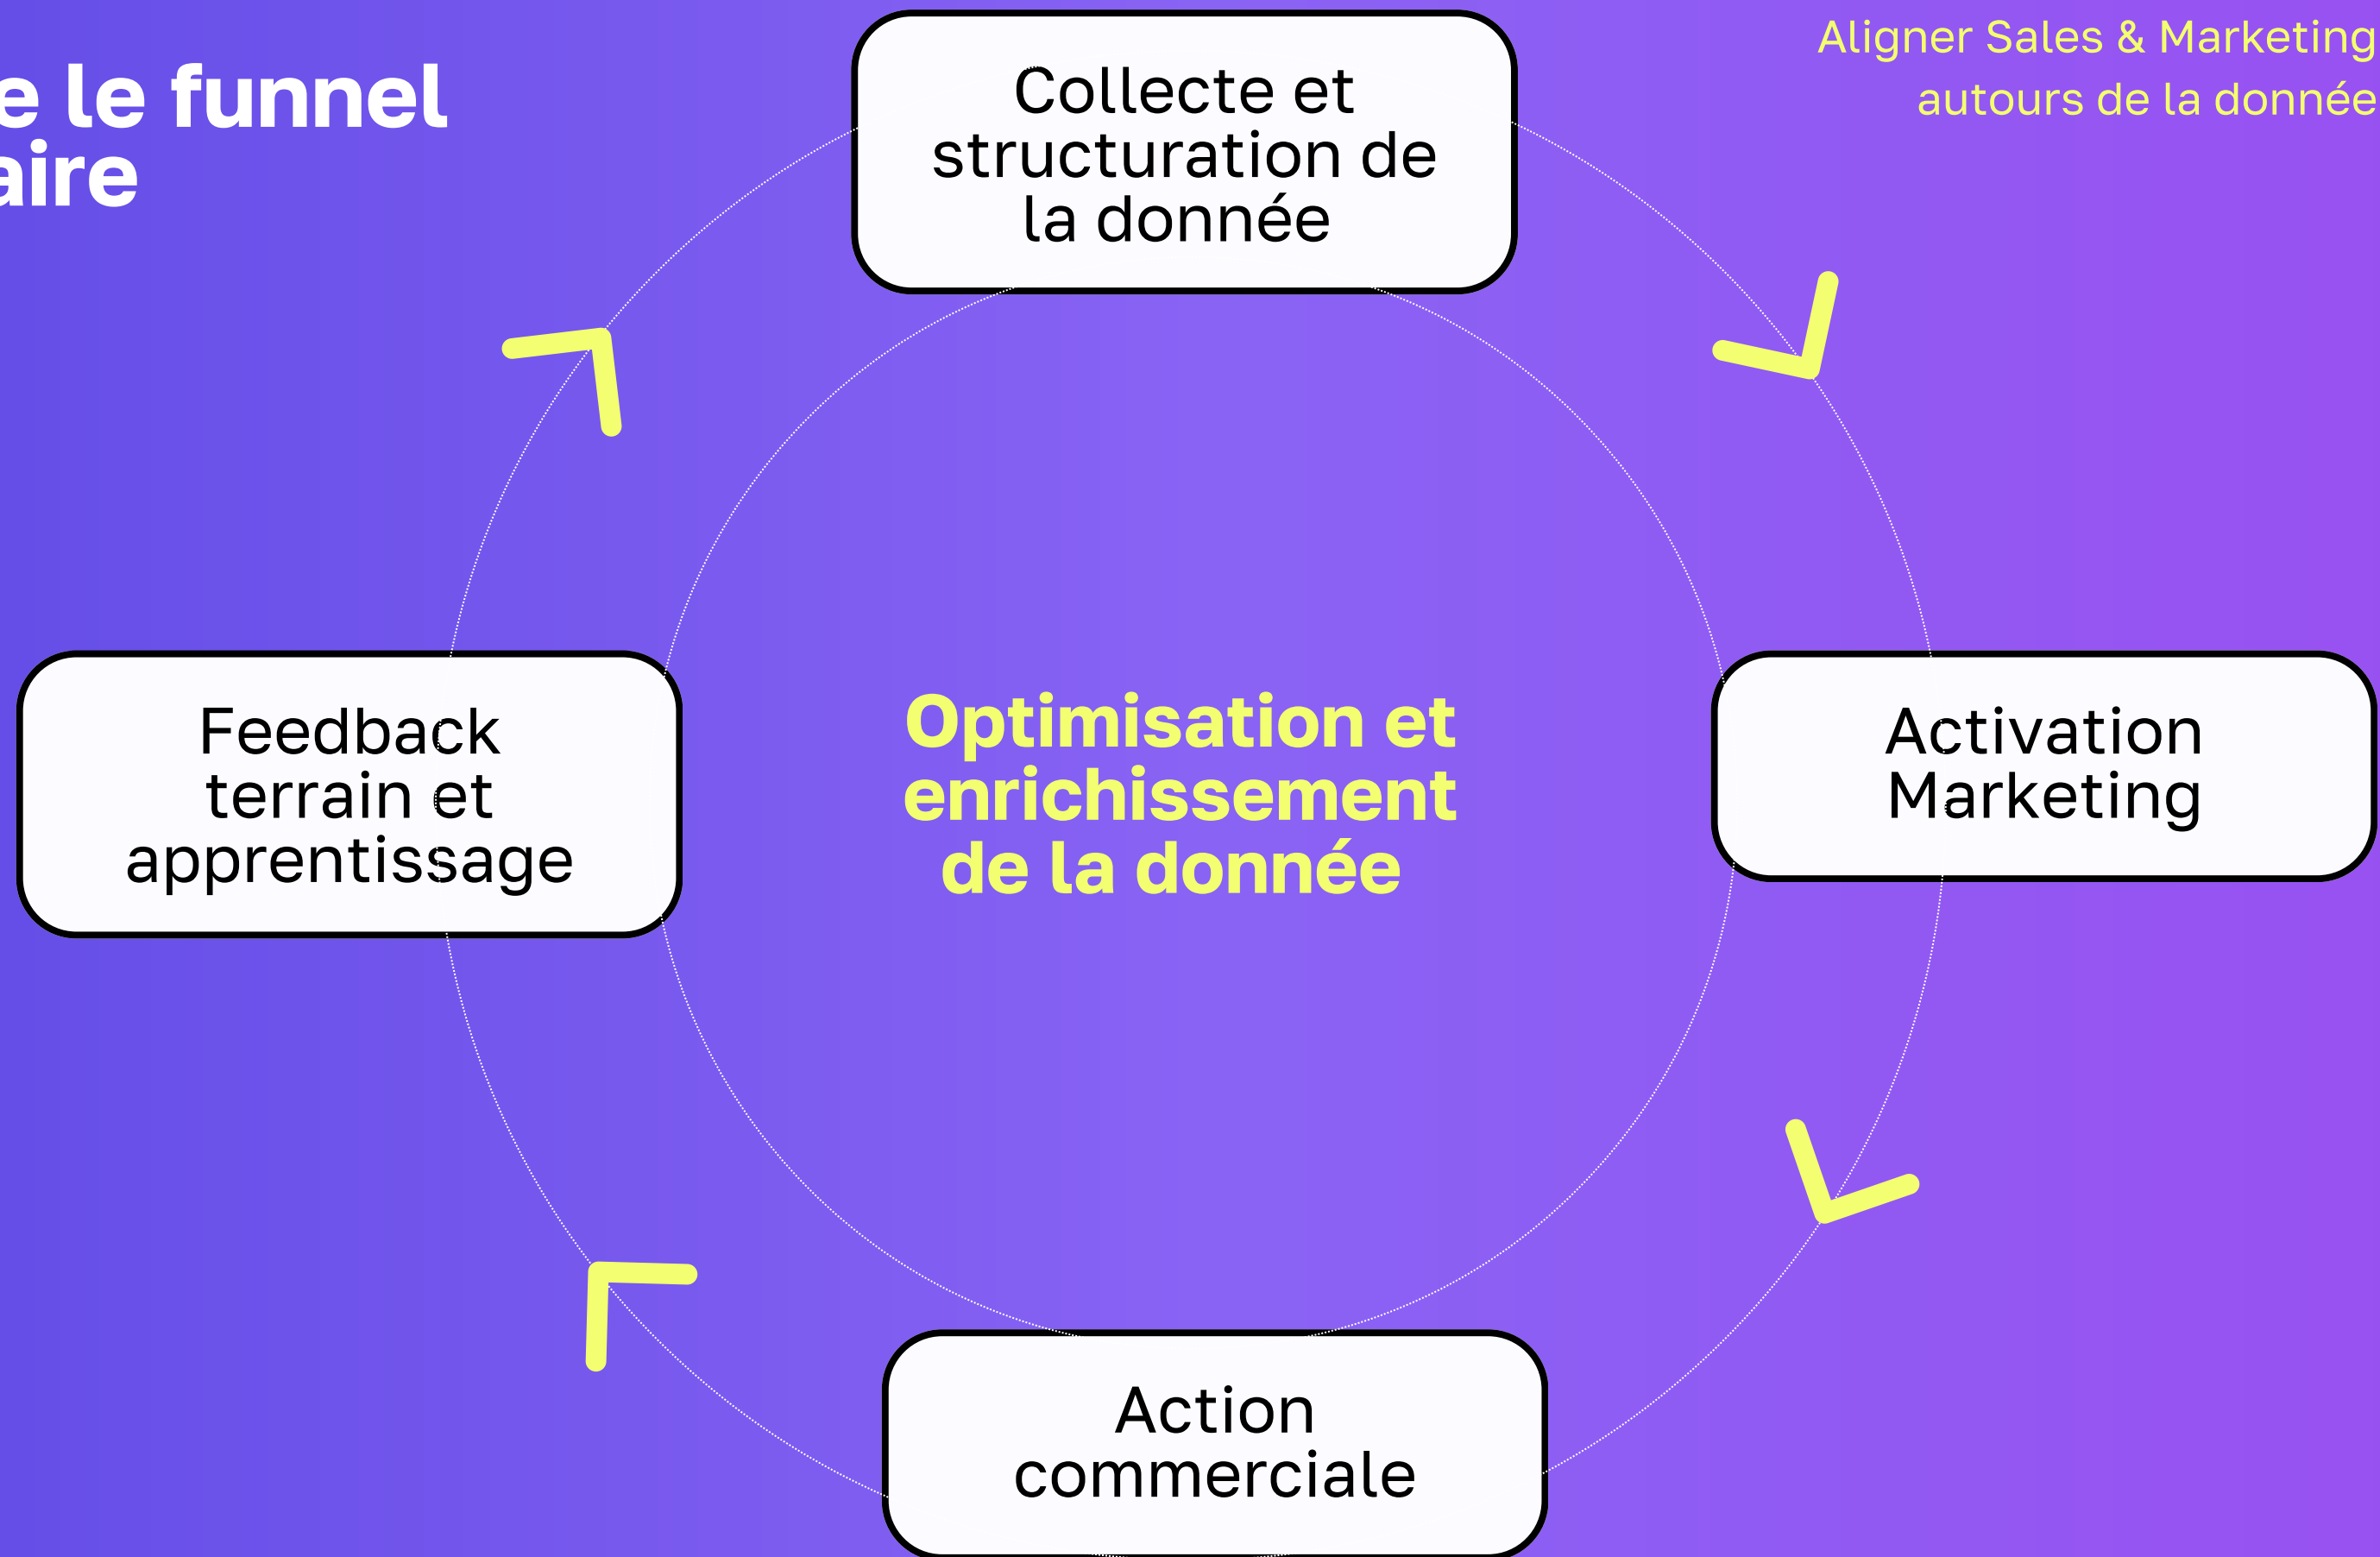 e le funnel
aire
Aligner Sales & Marketing
autours de la donnée
Collecte et
structuration de
la donnée
Feedback
terrain et
apprentissage
Optimisation et
enrichissement
de la donnée
Activation
Marketing
Action
commerciale